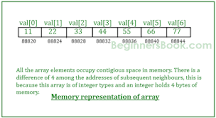 val[0] val[1] val[2] val[3] val[4] val[5] val[6]
11 22 33 44 55 66 77
88820 88824 88828 88832 88836 88840 88844
BeginnersBook.com
All the array elements occupy contigious space in memory. There is a
difference of 4 among the addresses of subsequent neighbours, this is
because this array is of integer types and an integer holds 4 bytes of
memory.
Memory representation of array